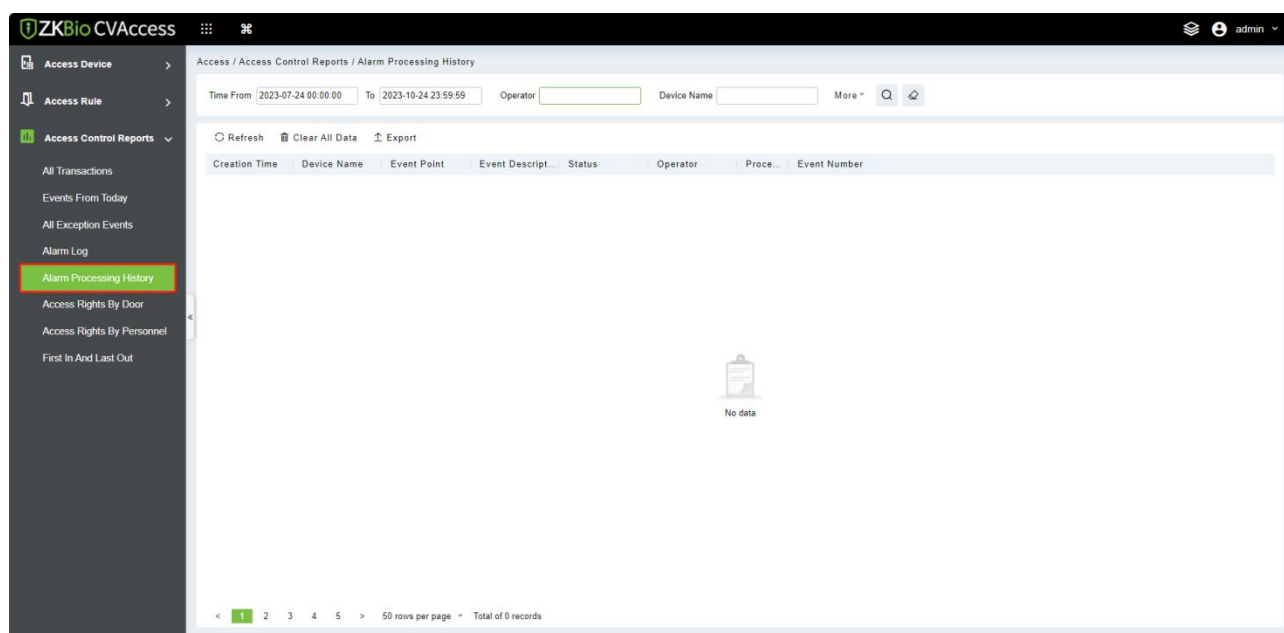 ZKBio CVAccess
admin
Access Device
Access Rule
Access Control Reports
All Transactions
Events From Today
All Exception Events
Alarm Log
Alarm Processing History
Access Rights By Door
Access Rights By Personnel
First In And Last Out
Access / Access Control Reports / Alarm Processing History
Time From 2023-07-24 00:00:00 To 2023-10-24 23:59:59 Operator Device Name More
Refresh Clear All Data Export
Creation Time Device Name Event Point Event Descript... Status Operator Proce... Event Number
No data
< 1 2 3 4 5 > 50 rows per page Total of 0 records